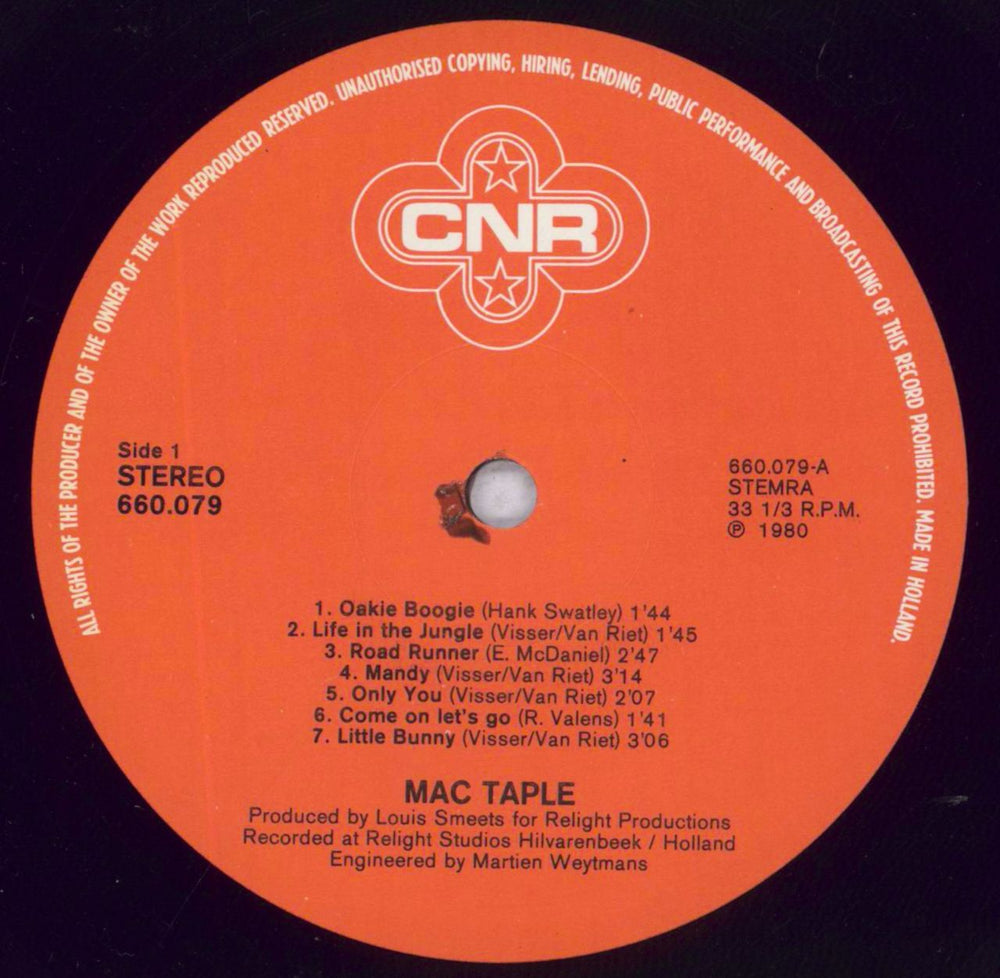 ALL RIGHTS OF THE PRODUCER AND OF THE OWNER OF THE WORK REPRODUCED RESERVED. UNAUTHORISED COPYING, HIRING, LENDING, PUBLIC PERFORMANCE AND BROADCASTING OF THIS RECORD PROHIBITED. MADE IN HOLLAND.
CNR
Side 1
STEREO
660.079
660.079-A
STEMRA
33 1/3 R.P.M.
℗ 1980
1. Oakie Boogie (Hank Swatley) 1'44
2. Life in the Jungle (Visser/Van Riet) 1'45
3. Road Runner (E. McDaniel) 2'47
4. Mandy (Visser/Van Riet) 3'14
5. Only You (Visser/Van Riet) 2'07
6. Come on let's go (R. Valens) 1'41
7. Little Bunny (Visser/Van Riet) 3'06
MAC TAPLE
Produced by Louis Smeets for Relight Productions
Recorded at Relight Studios Hilvarenbeek / Holland
Engineered by Martien Weytmans